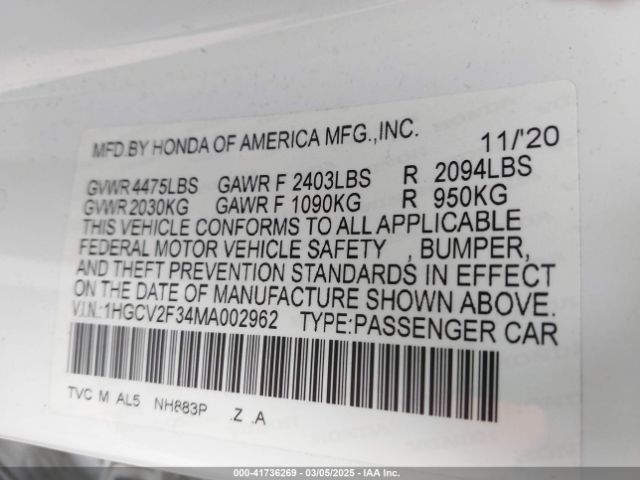 MFD.BY HONDA OF AMERICA MFG.,INC. 11/'20
GVWR 4475LBS GAWR F 2403LBS R 2094LBS
GVWR 2030KG GAWR F 1090KG R 950KG
THIS VEHICLE CONFORMS TO ALL APPLICABLE
FEDERAL MOTOR VEHICLE SAFETY , BUMPER,
AND THEFT PREVENTION STANDARDS IN EFFECT
ON THE DATE OF MANUFACTURE SHOWN ABOVE.
V.I.N.:1HGCV2F34MA002962 TYPE:PASSENGER CAR
TVC M AL5 NH883P .Z .A
000-41736269 - 03/05/2025 - IAA Inc.